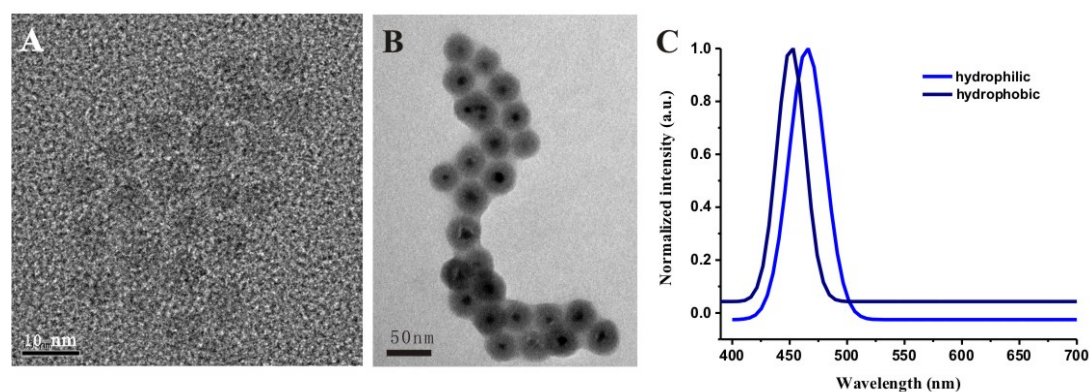 A
10 nm
B
50nm
C
Normalized intensity (a.u.)
1.0
0.8
0.6
0.4
0.2
0.0
hydrophilic
hydrophobic
400 450 500 550 600 650 700
Wavelength (nm)